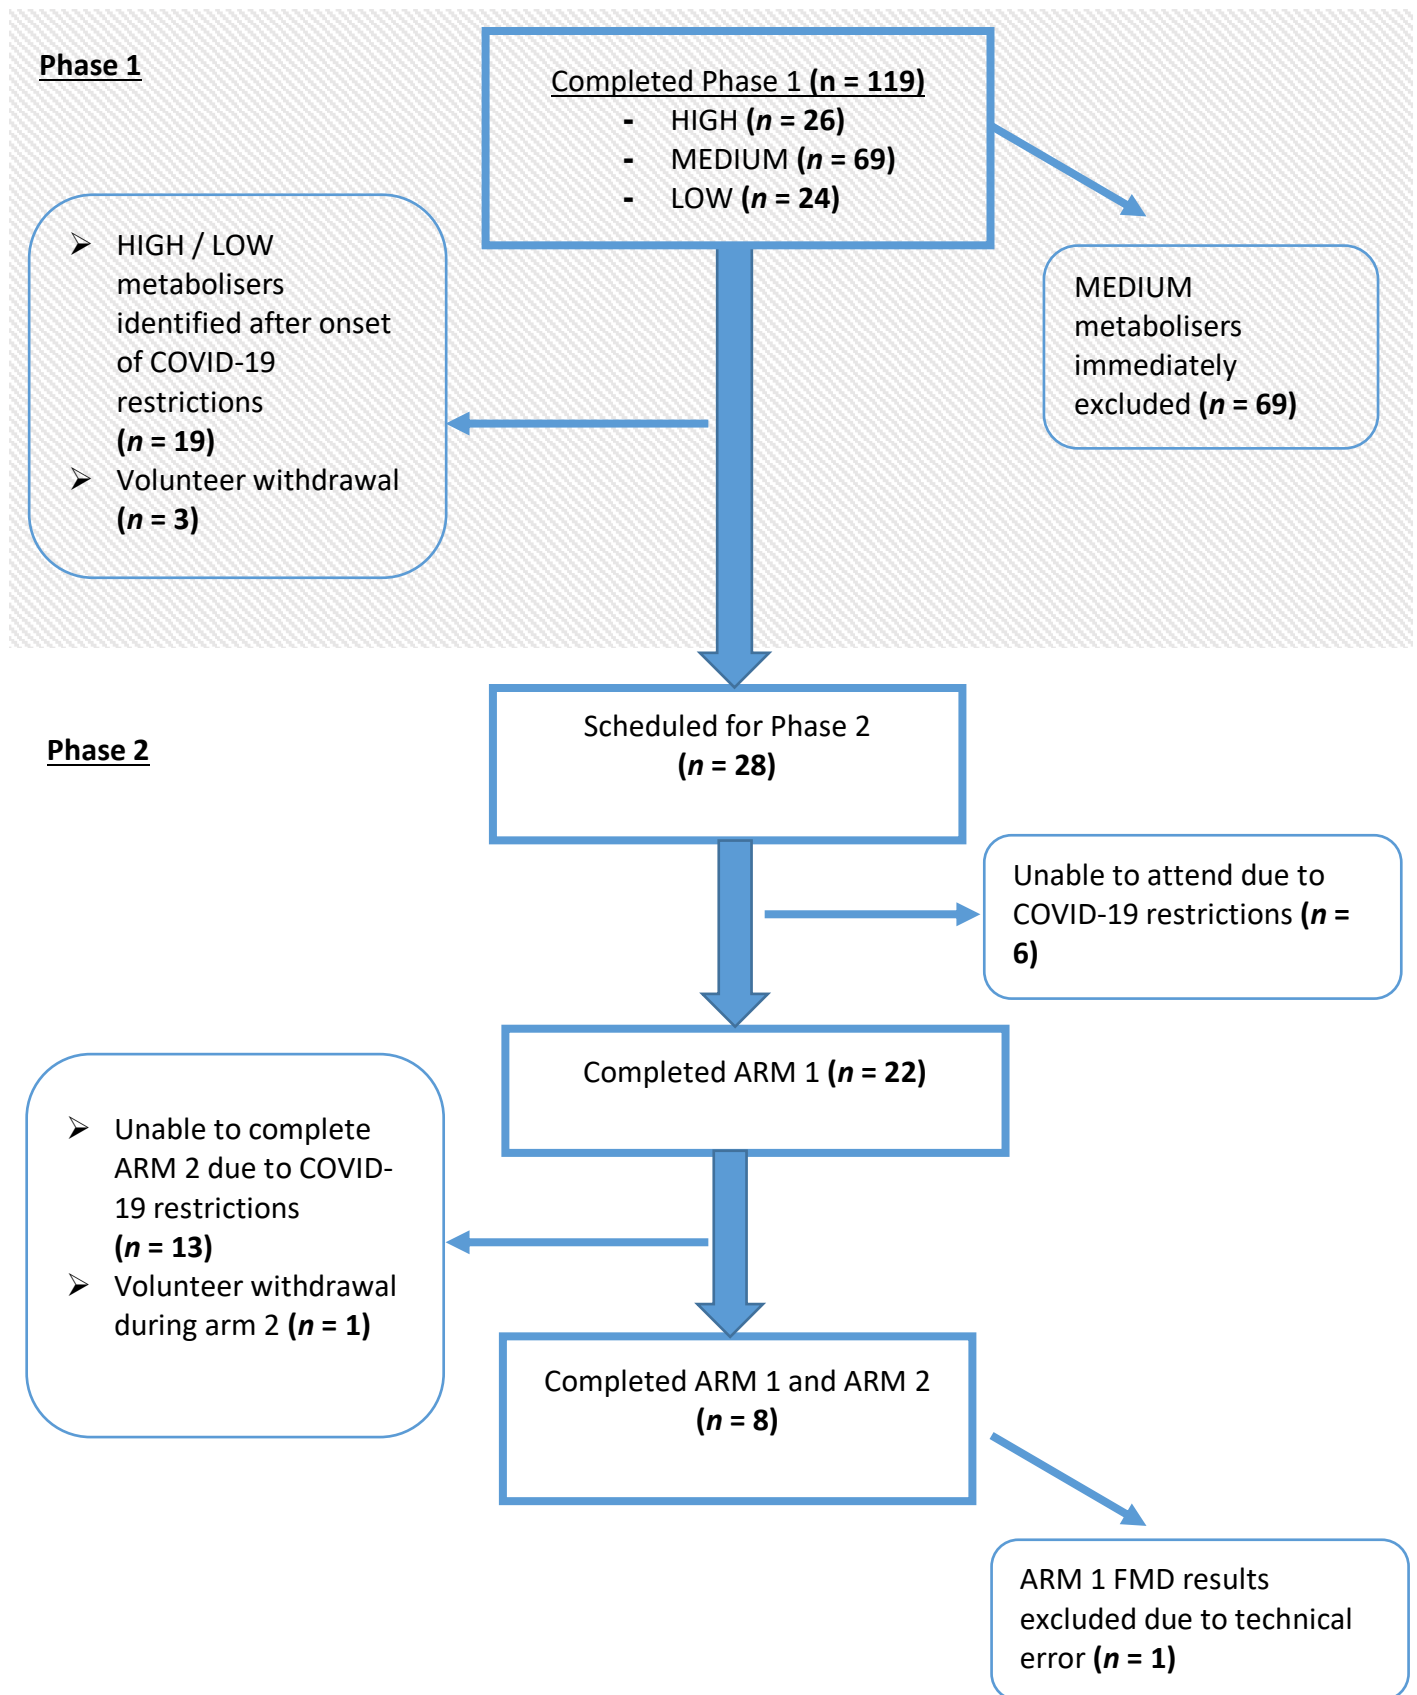 Phase 1
Completed Phase 1 (n = 119)
- HIGH (n = 26)
- MEDIUM (n = 69)
- LOW (n = 24)
➢ HIGH / LOW
metabolisers
identified after onset
of COVID-19
restrictions
(n = 19)
➢ Volunteer withdrawal
(n = 3)
MEDIUM
metabolisers
immediately
excluded (n = 69)
Phase 2
Scheduled for Phase 2
(n = 28)
Unable to attend due to
COVID-19 restrictions (n =
6)
Completed ARM 1 (n = 22)
➢ Unable to complete
ARM 2 due to COVID-
19 restrictions
(n = 13)
➢ Volunteer withdrawal
during arm 2 (n = 1)
Completed ARM 1 and ARM 2
(n = 8)
ARM 1 FMD results
excluded due to technical
error (n = 1)